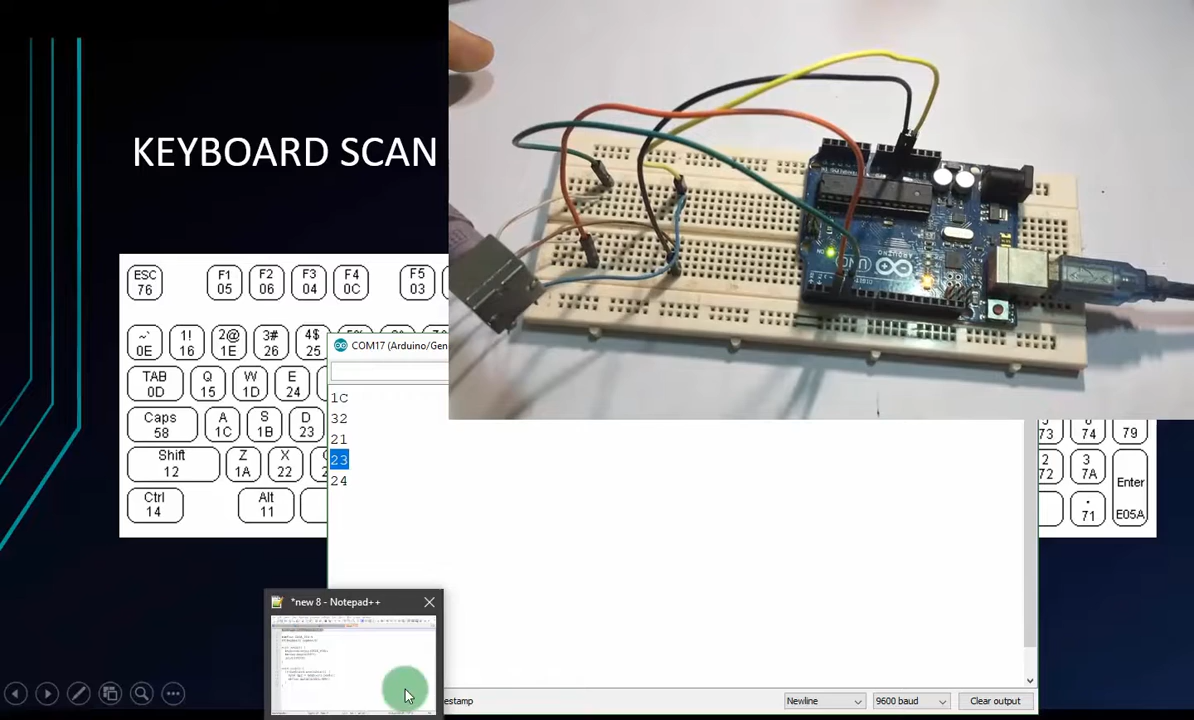 KEYBOARD SCAN
ESC
76
F1
05
F2
06
F3
04
F4
0C
F5
03
~`
0E
1!
16
2@
1E
3#
26
4$
25
TAB
0D
Q
15
W
1D
E
24
Caps
58
A
1C
S
1B
D
23
Shift
12
Z
1A
X
22
Ctrl
14
Alt
11
73
74
79
2
72
3
7A
Enter
E05A
.
71
COM17 (Arduino/Gen
1C
32
21
23
24
*new 8 - Notepad++
estamp
Newline
9600 baud
Clear output
UNO
ARDUINO